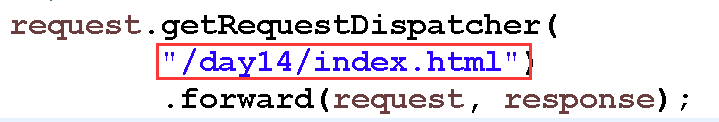 request.getRequestDispatcher(
"/day14/index.html")
.forward(request, response);